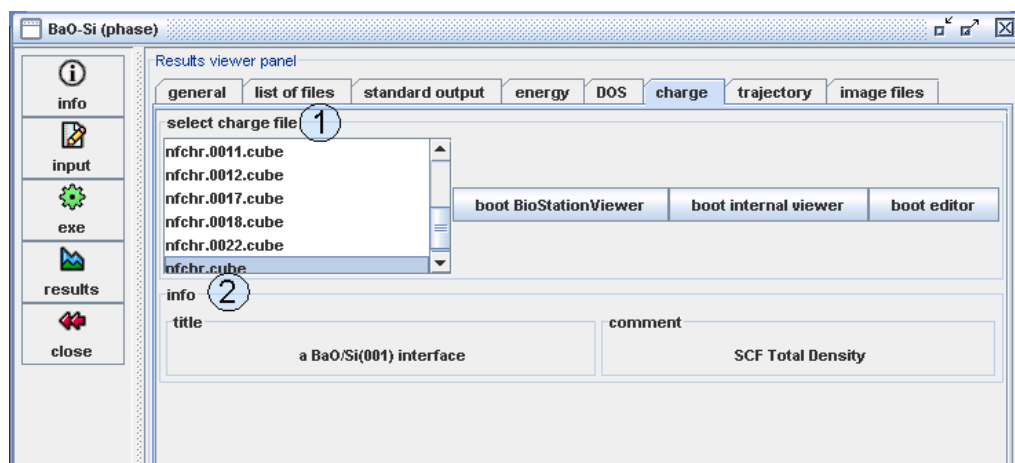 BaO-Si (phase)
info
input
exe
results
close
Results viewer panel
general list of files standard output energy DOS charge trajectory image files
select charge file 1
nfchr.0011.cube
nfchr.0012.cube
nfchr.0017.cube
nfchr.0018.cube
nfchr.0022.cube
nfchr.cube
boot BioStationViewer boot internal viewer boot editor
info 2
title
a BaO/Si(001) interface
comment
SCF Total Density